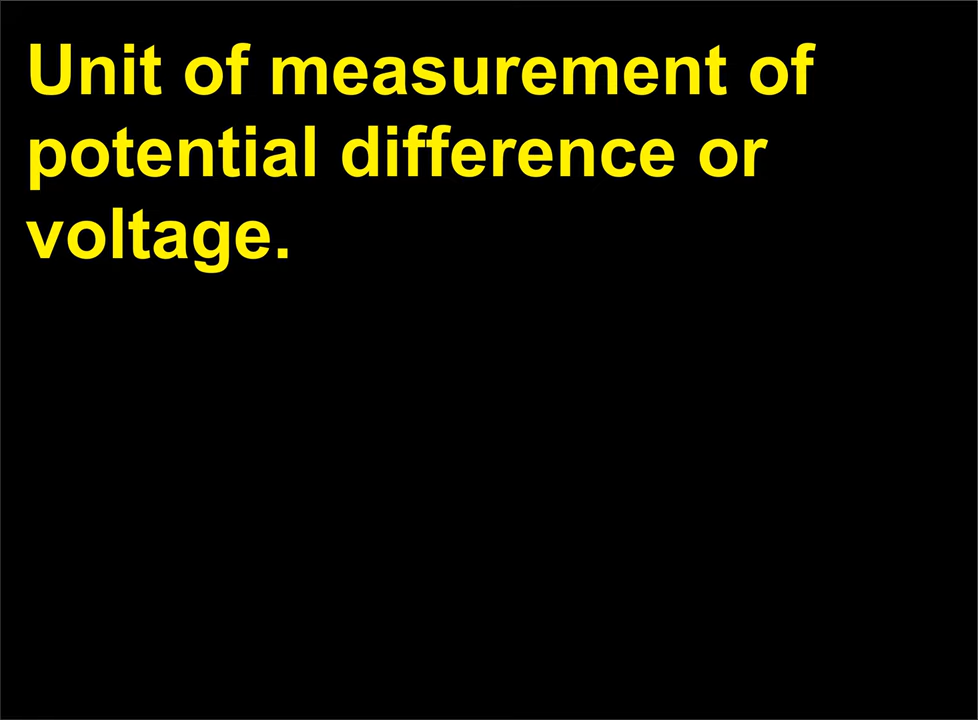 Unit of measurement of
potential difference or
voltage.